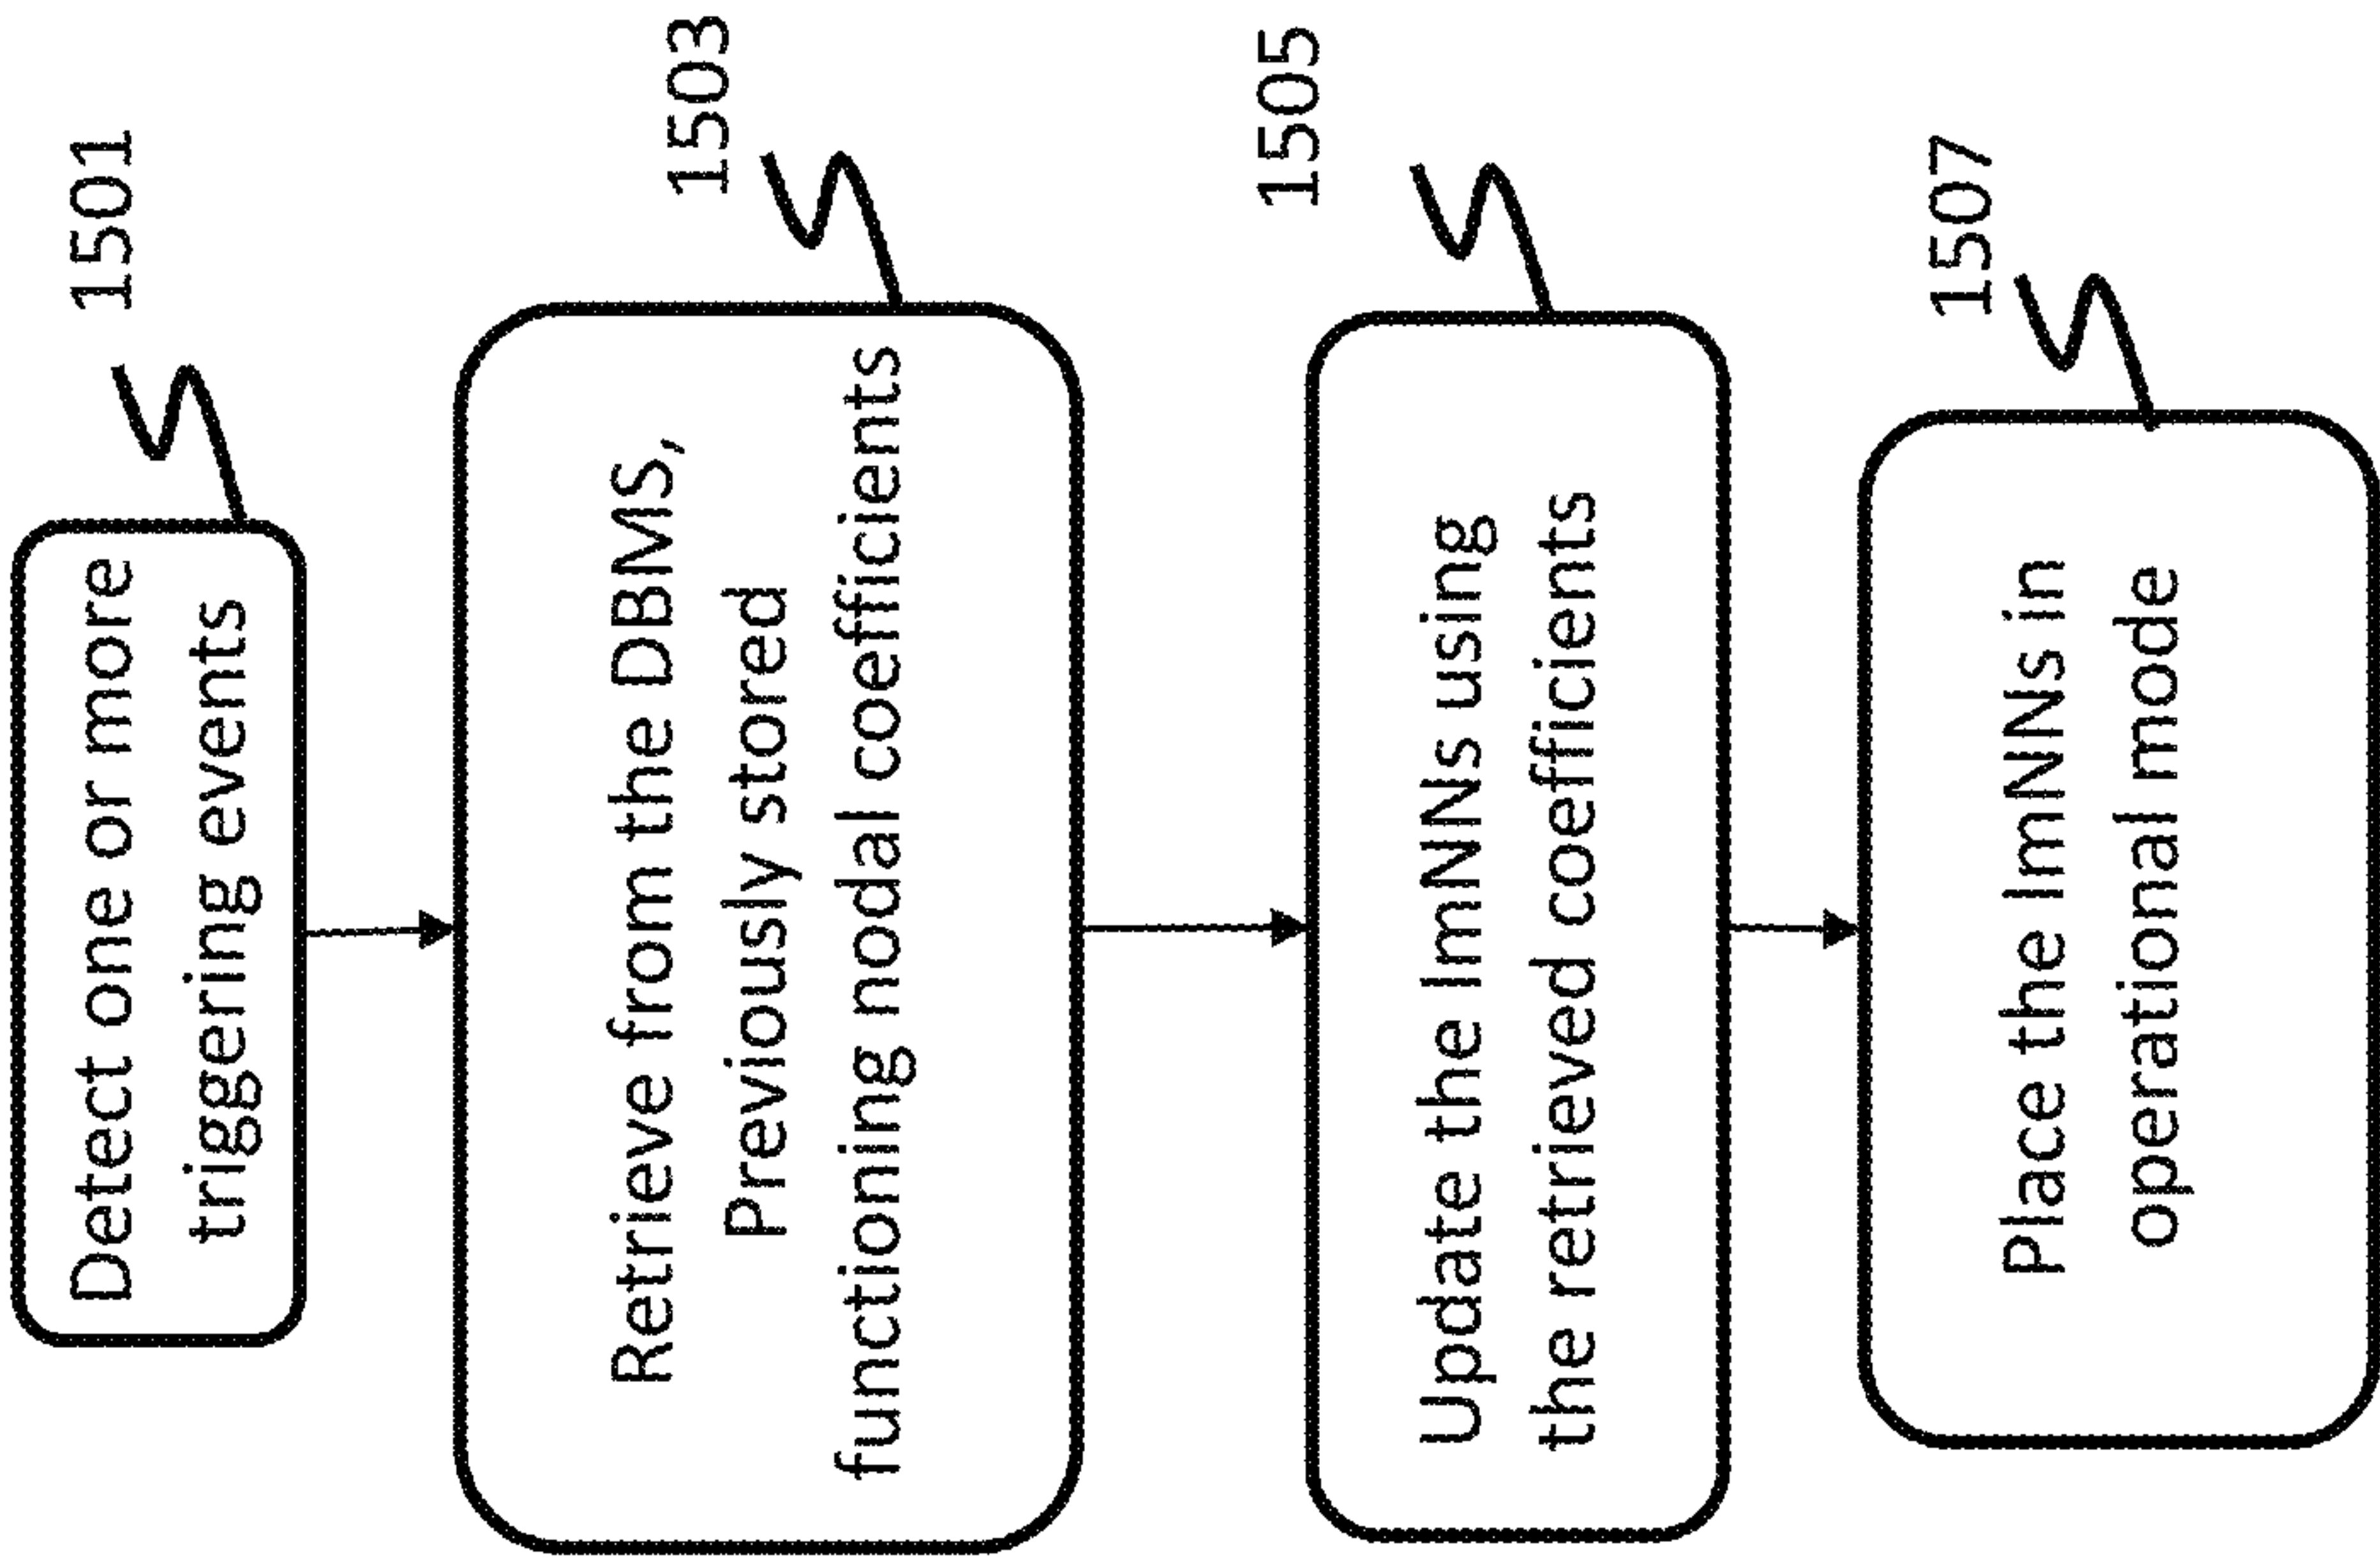 Detect one or more
triggering events
1501
Retrieve from the DBMS,
Previously stored
functioning nodal coefficients
1503
Update the ImNNs using
the retrieved coefficients
1505
Place the ImNNs in
operational mode
1507